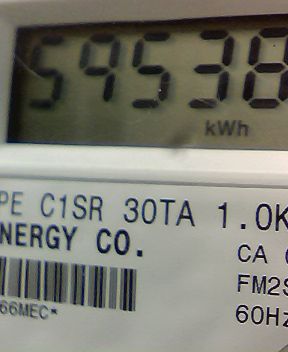 59538
kWh
PE C1SR 30TA 1.0K
NERGY CO.
CA
FM2S
66MEC*
60Hz